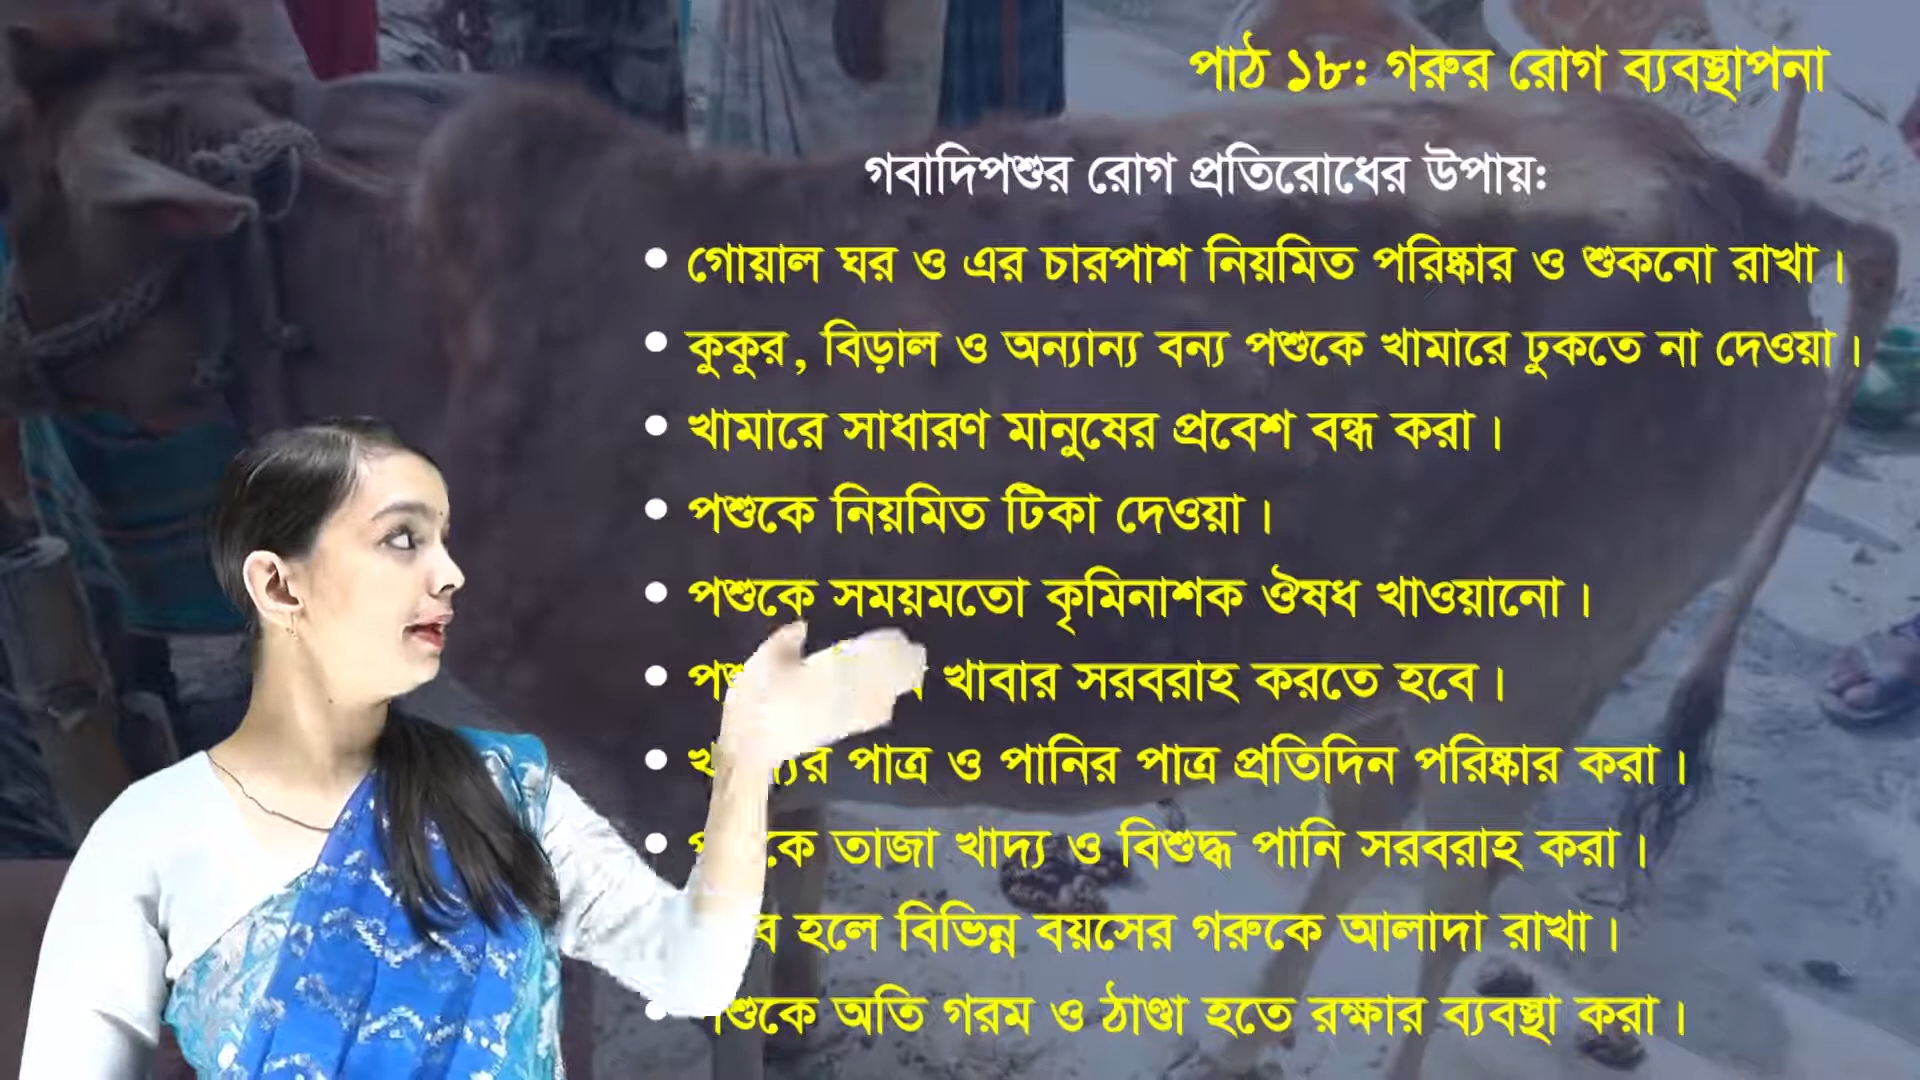 পাঠ ১৮: গরুর রোগ ব্যবস্থাপনা
গবাদিপশুর রোগ প্রতিরোধের উপায়:
• গোয়াল ঘর ও এর চারপাশ নিয়মিত পরিষ্কার ও শুকনো রাখা।
• কুকুর, বিড়াল ও অন্যান্য বন্য পশুকে খামারে ঢুকতে না দেওয়া।
• খামারে সাধারণ মানুষের প্রবেশ বন্ধ করা।
• পশুকে নিয়মিত টিকা দেওয়া।
• পশুকে সময়মতো কৃমিনাশক ঔষধ খাওয়ানো।
• খাবার সরবরাহ করতে হবে।
• পাত্র ও পানির পাত্র প্রতিদিন পরিষ্কার করা।
• তাজা খাদ্য ও বিশুদ্ধ পানি সরবরাহ করা।
হলে বিভিন্ন বয়সের গরুকে আলাদা রাখা।
• পশুকে অতি গরম ও ঠাণ্ডা হতে রক্ষার ব্যবস্থা করা।